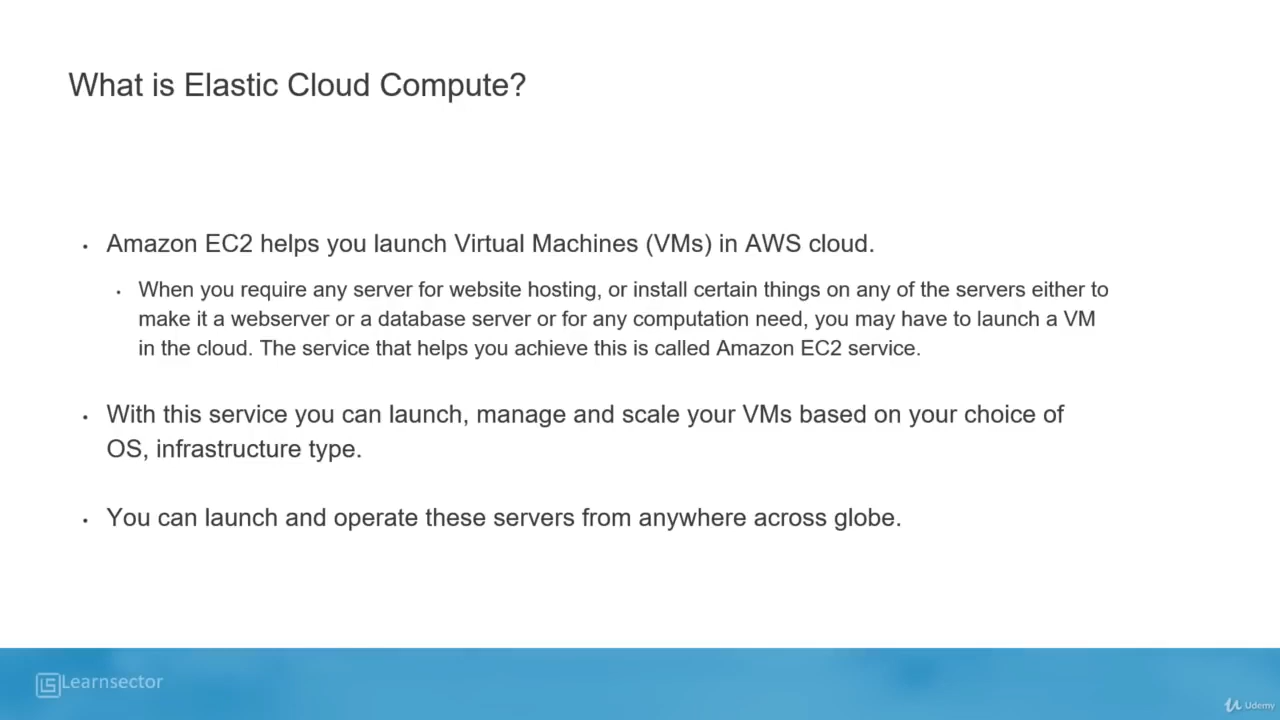 What is Elastic Cloud Compute?
• Amazon EC2 helps you launch Virtual Machines (VMs) in AWS cloud.
• When you require any server for website hosting, or install certain things on any of the servers either to
make it a webserver or a database server or for any computation need, you may have to launch a VM
in the cloud. The service that helps you achieve this is called Amazon EC2 service.
• With this service you can launch, manage and scale your VMs based on your choice of
OS, infrastructure type.
• You can launch and operate these servers from anywhere across globe.
LS Learnsector
Udemy